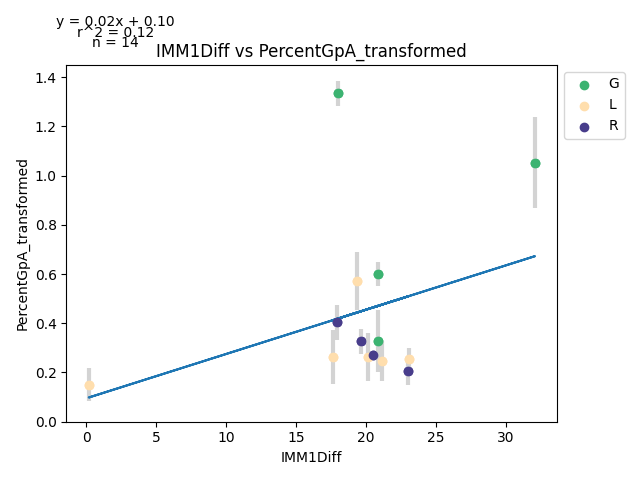 y = 0.02x + 0.10
r^2 = 0.12
n = 14
IMM1Diff vs PercentGpA_transformed
G
L
R
PercentGpA_transformed
1.4
1.2
1.0
0.8
0.6
0.4
0.2
0.0
0 5 10 15 20 25 30
IMM1Diff